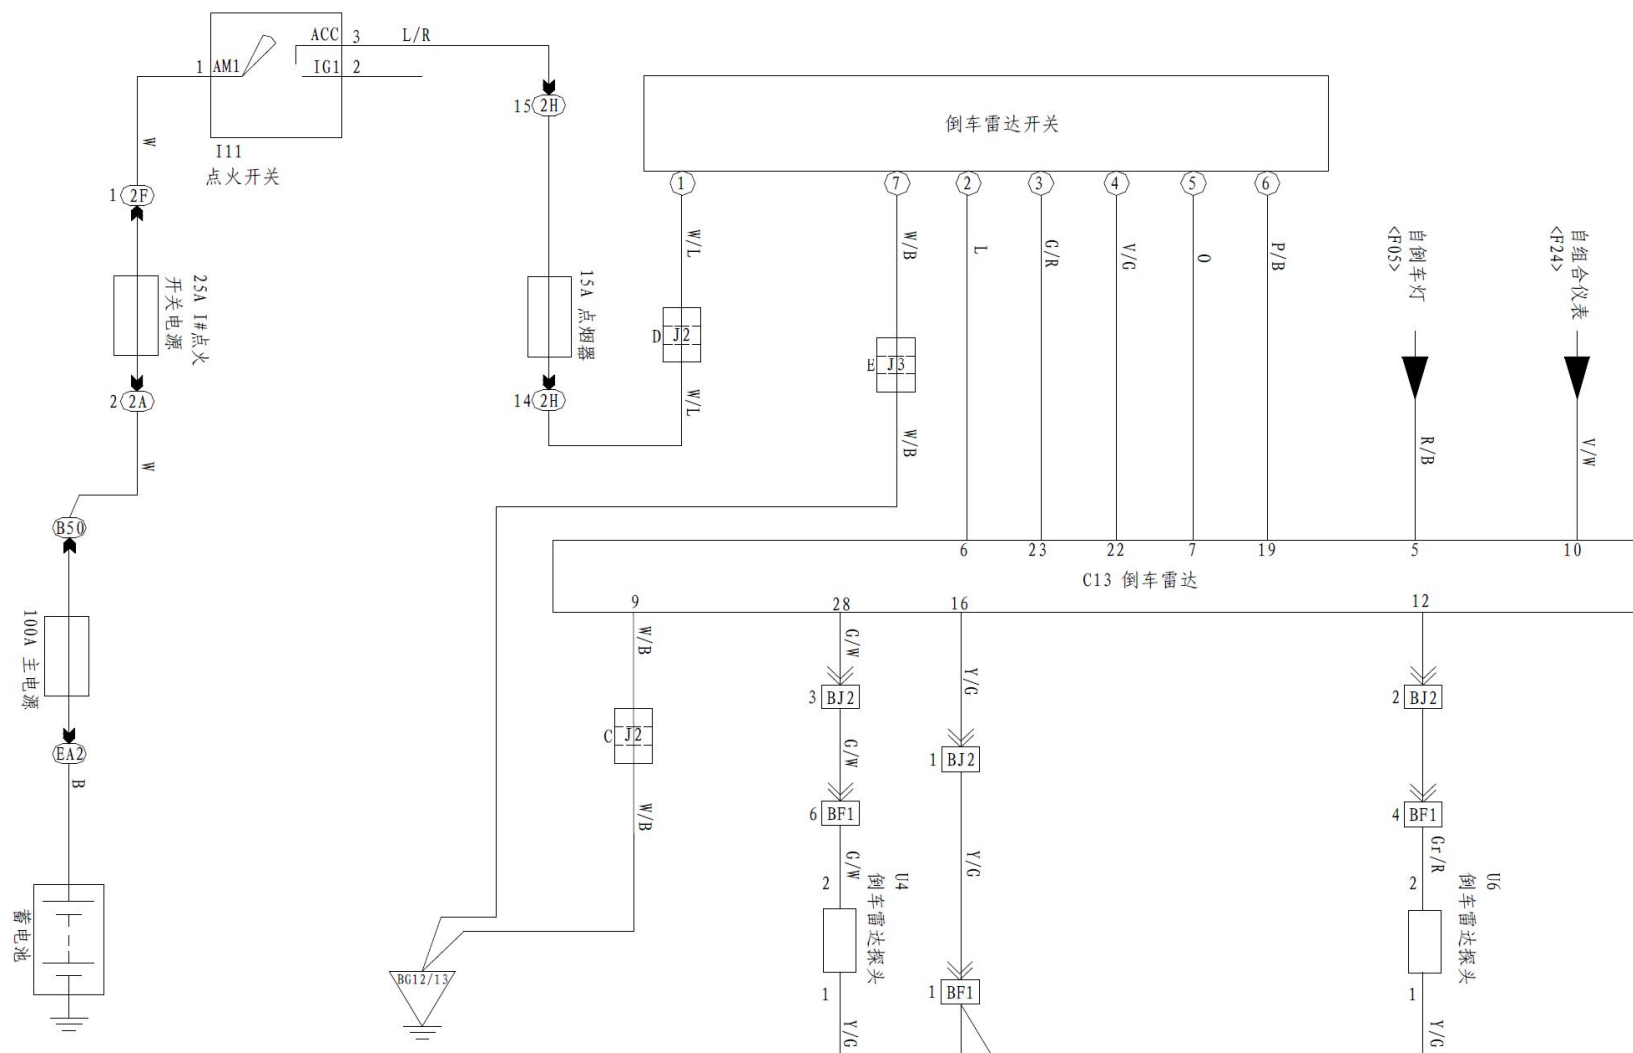 ACC 3 L/R
1 AM1
IG1 2
I11
点火开关
W
1 2F
25A I#点火
开关电源
2 2A
W
B50
100A 主电源
EA2
B
蓄电池
15 2H
15A 点烟器
14 2H
倒车雷达开关
1
7
2
3
4
5
6
W/L
W/B
L
G/R
V/G
O
P/B
D J2
W/L
E J3
W/B
自倒车灯
<F05>
自组合仪表
<F24>
R/B
V/W
6
23
22
7
19
5
10
C13 倒车雷达
9
28
16
12
W/B
C J2
W/B
BG12/13
G/W
3 BJ2
G/W
6 BF1
G/W
2
U4
倒车雷达探头
1
Y/G
Y/G
1 BJ2
Y/G
1 BF1
2 BJ2
4 BF1
Gr/R
2
U6
倒车雷达探头
1
Y/G